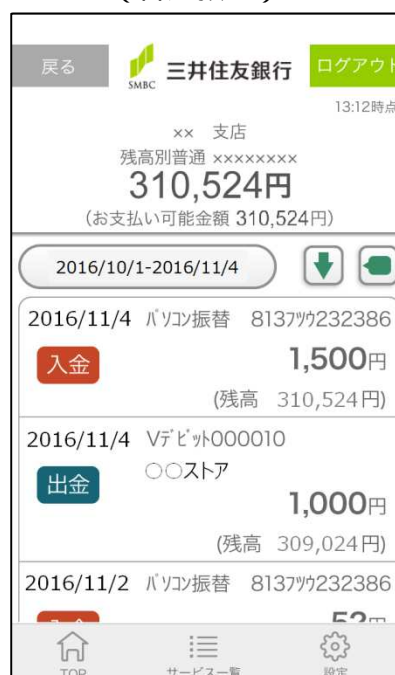 戻る
SMBC 三井住友銀行
ログアウト
13:12時点
×× 支店
残高別普通 ××××××××
310,524円
(お支払い可能金額 310,524円)
2016/10/1-2016/11/4
2016/11/4 パソコン振替 813フツウ232386
入金
1,500円
(残高 310,524円)
2016/11/4 Vデビット000010
○○ストア
出金
1,000円
(残高 309,024円)
2016/11/2 パソコン振替 813フツウ232386
52円
TOP
サービス一覧
設定